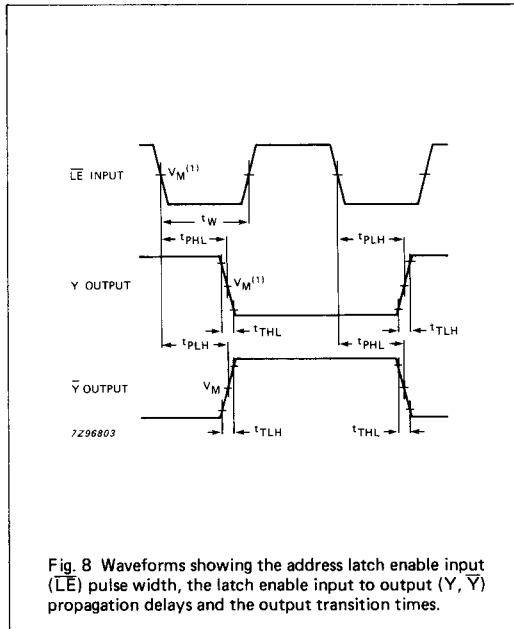 L̅E̅ INPUT
V_M^(1)
t_W
t_PHL
t_PLH
Y OUTPUT
V_M^(1)
t_THL
t_TLH
t_PLH
t_PHL
Y̅ OUTPUT
V_M
7Z96803
t_TLH
t_THL
Fig. 8 Waveforms showing the address latch enable input
(L̅E̅) pulse width, the latch enable input to output (Y, Y̅)
propagation delays and the output transition times.